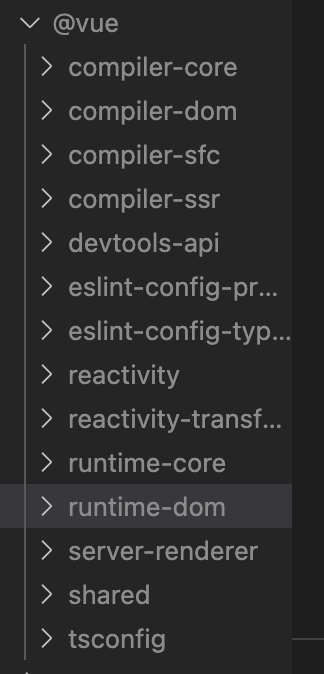 @vue
compiler-core
compiler-dom
compiler-sfc
compiler-ssr
devtools-api
eslint-config-pr...
eslint-config-typ...
reactivity
reactivity-transf...
runtime-core
runtime-dom
server-renderer
shared
tsconfig